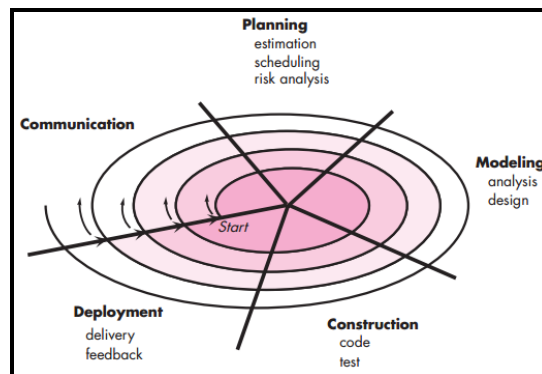 Planning
estimation
scheduling
risk analysis
Communication
Modeling
analysis
design
Start
Deployment
delivery
feedback
Construction
code
test